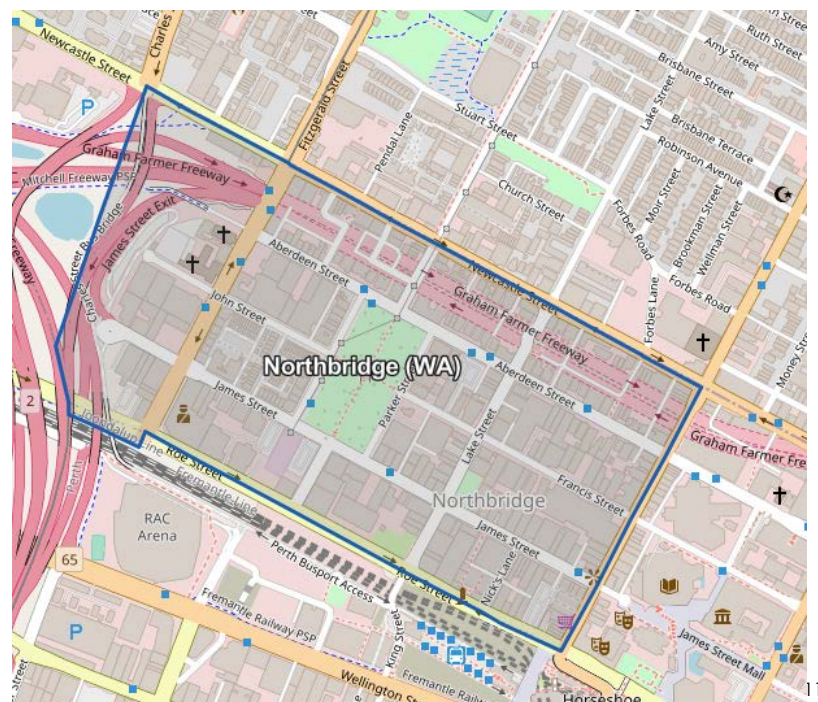 Newcastle Street
Charles
Fitzgerald Street
Ruth Street
Amy Street
Brisbane Street
Lake Street
Stuart Street
Pendal Lane
Brisbane Terrace
Robinson Avenue
P
Graham Farmer Freeway
Mitchell Freeway PSP
Church Street
Moir Street
Brookman Street
Wellman Street
Forbes Road
Forbes Road
James Street Exit
Charles Street Bus Bridge
Freeway
Aberdeen Street
Newcastle Street
Graham Farmer Freeway
Forbes Lane
John Street
Northbridge (WA)
Aberdeen Street
Money
2
James Street
Parker
Lake Street
Joondalup Line
Roe Street
Fremantle Line
Perth
Graham Farmer Fre
Francis Street
Northbridge
RAC
Arena
James Street
65
Perth Busport Access
Roe Street
Nick's Lane
Fremantle Railway PSP
King Street
P
James Street Mall
Street
Wellington
Fremantle Railw
Horseshoe